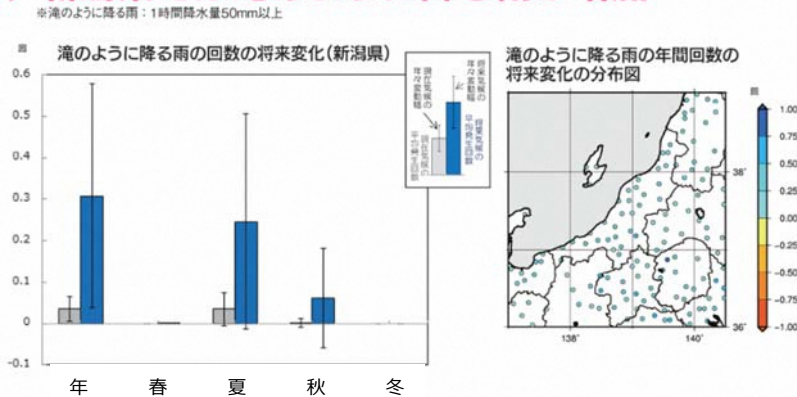 ※滝のように降る雨：1時間降水量50mm以上
回
滝のように降る雨の回数の将来変化（新潟県）
0.6
0.5
0.4
0.3
0.2
0.1
0
-0.1
年 春 夏 秋 冬
現在気候の
年々変動幅
将来気候の
年々変動幅
現在気候の
平均発生回数
将来気候の
平均発生回数
滝のように降る雨の年間回数の
将来変化の分布図
回
1.00
0.75
0.50
0.25
0.00
-0.25
-0.50
-0.75
-1.00
38°
36°
138°
140°